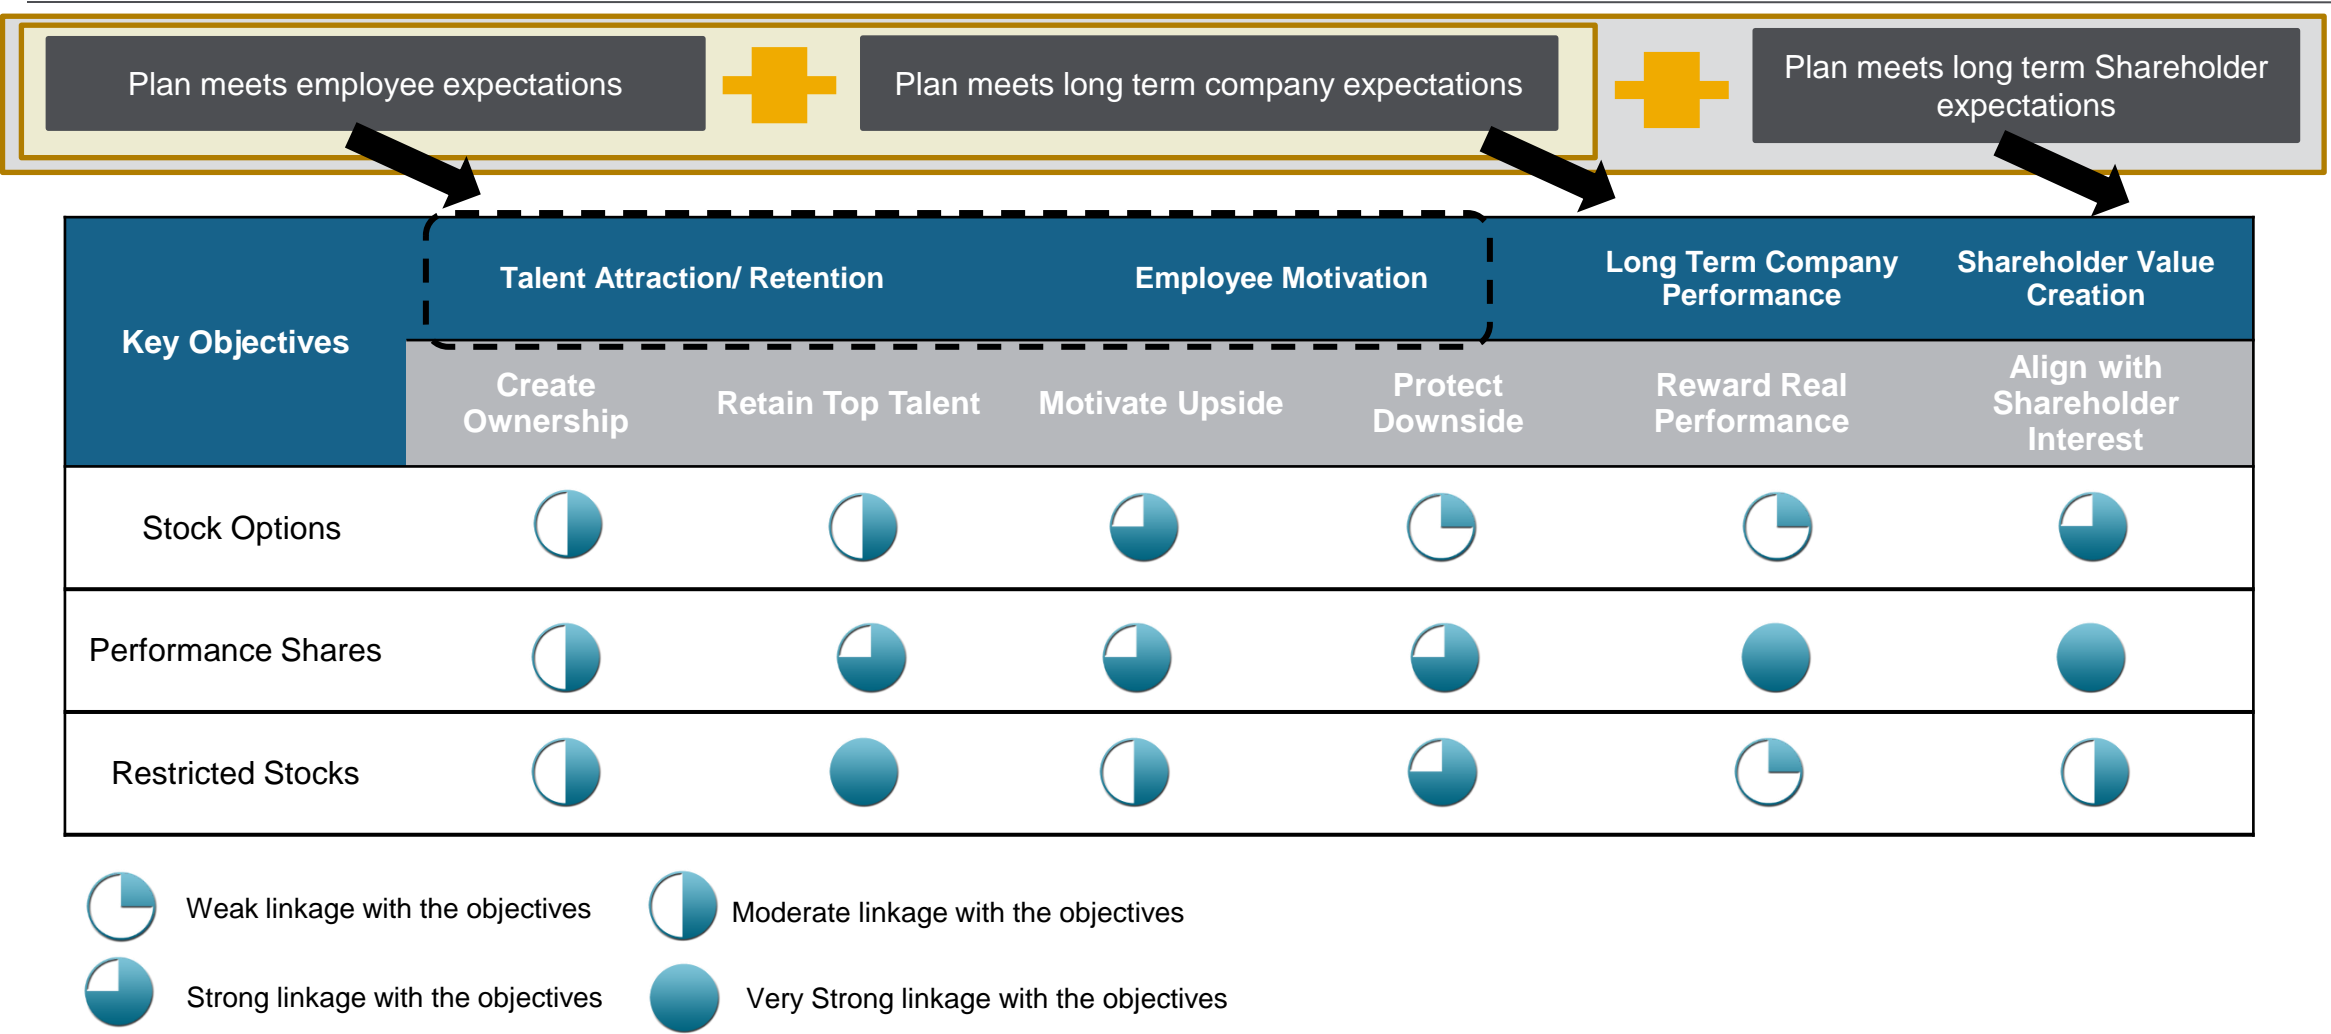 Plan meets employee expectations
Plan meets long term company expectations
Plan meets long term Shareholder
expectations
Key Objectives
Talent Attraction/ Retention
Employee Motivation
Long Term Company
Performance
Shareholder Value
Creation
Create
Ownership
Retain Top Talent
Motivate Upside
Protect
Downside
Reward Real
Performance
Align with
Shareholder
Interest
Stock Options
Performance Shares
Restricted Stocks
Weak linkage with the objectives
Moderate linkage with the objectives
Strong linkage with the objectives
Very Strong linkage with the objectives